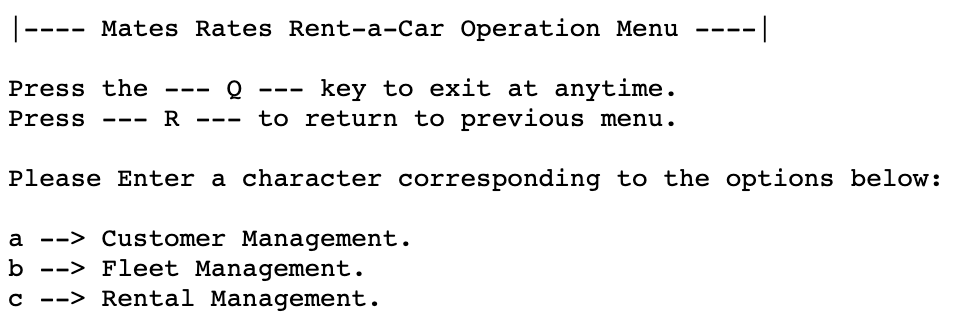 |---- Mates Rates Rent-a-Car Operation Menu ----|
Press the --- Q --- key to exit at anytime.
Press --- R --- to return to previous menu.
Please Enter a character corresponding to the options below:
a --> Customer Management.
b --> Fleet Management.
c --> Rental Management.